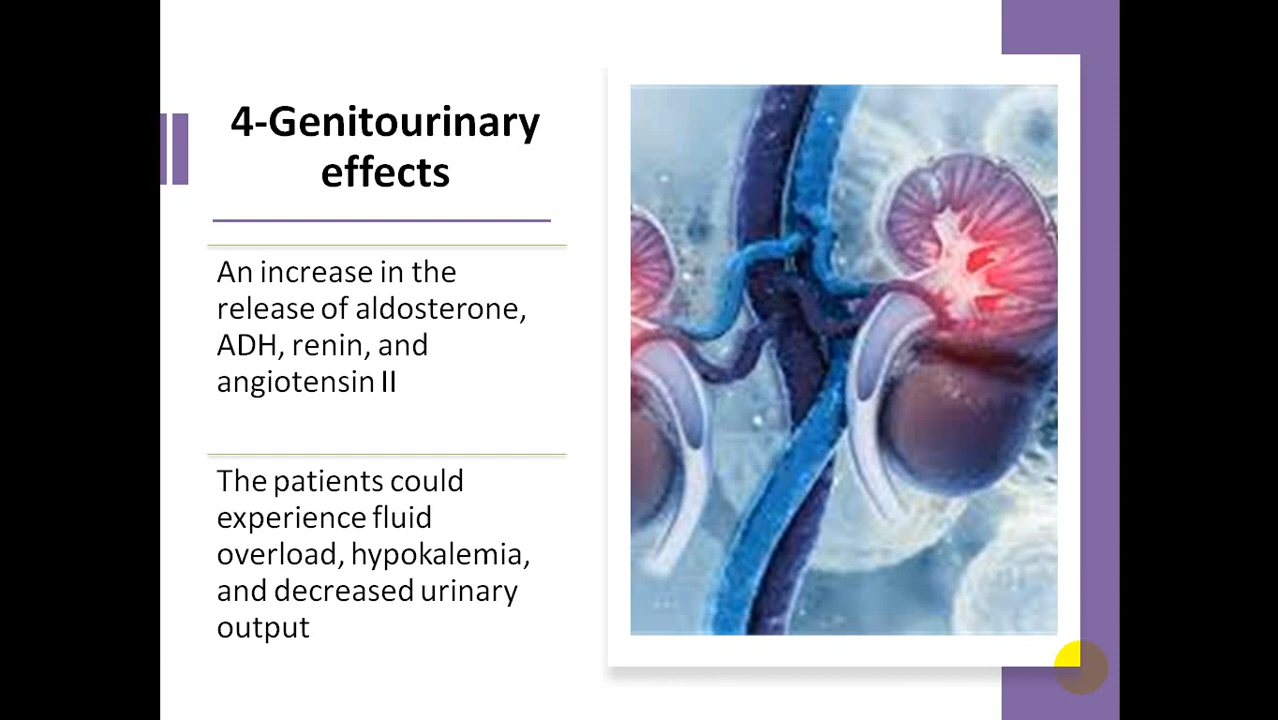 4-Genitourinary
effects
An increase in the
release of aldosterone,
ADH, renin, and
angiotensin II
The patients could
experience fluid
overload, hypokalemia,
and decreased urinary
output